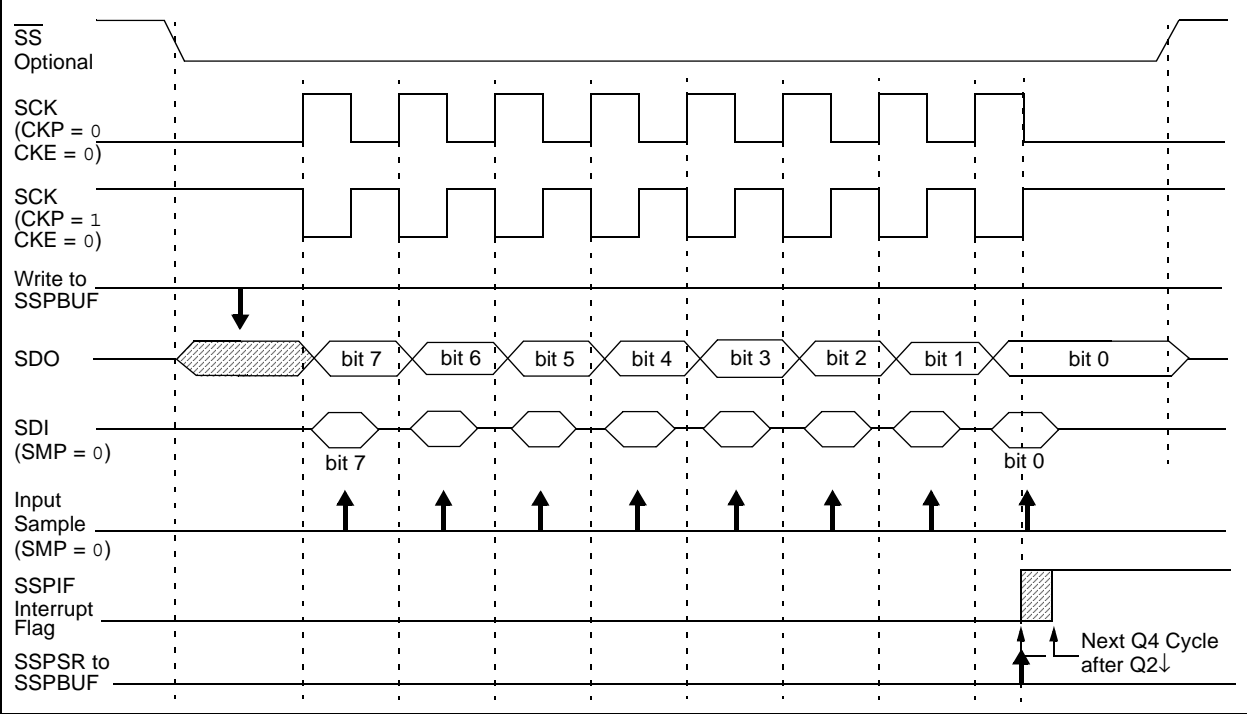 SS
Optional
SCK
(CKP = 0
CKE = 0)
SCK
(CKP = 1
CKE = 0)
Write to
SSPBUF
SDO
bit 7 bit 6 bit 5 bit 4 bit 3 bit 2 bit 1 bit 0
SDI
(SMP = 0)
bit 7 bit 0
Input
Sample
(SMP = 0)
SSPIF
Interrupt
Flag
Next Q4 Cycle
after Q2↓
SSPSR to
SSPBUF